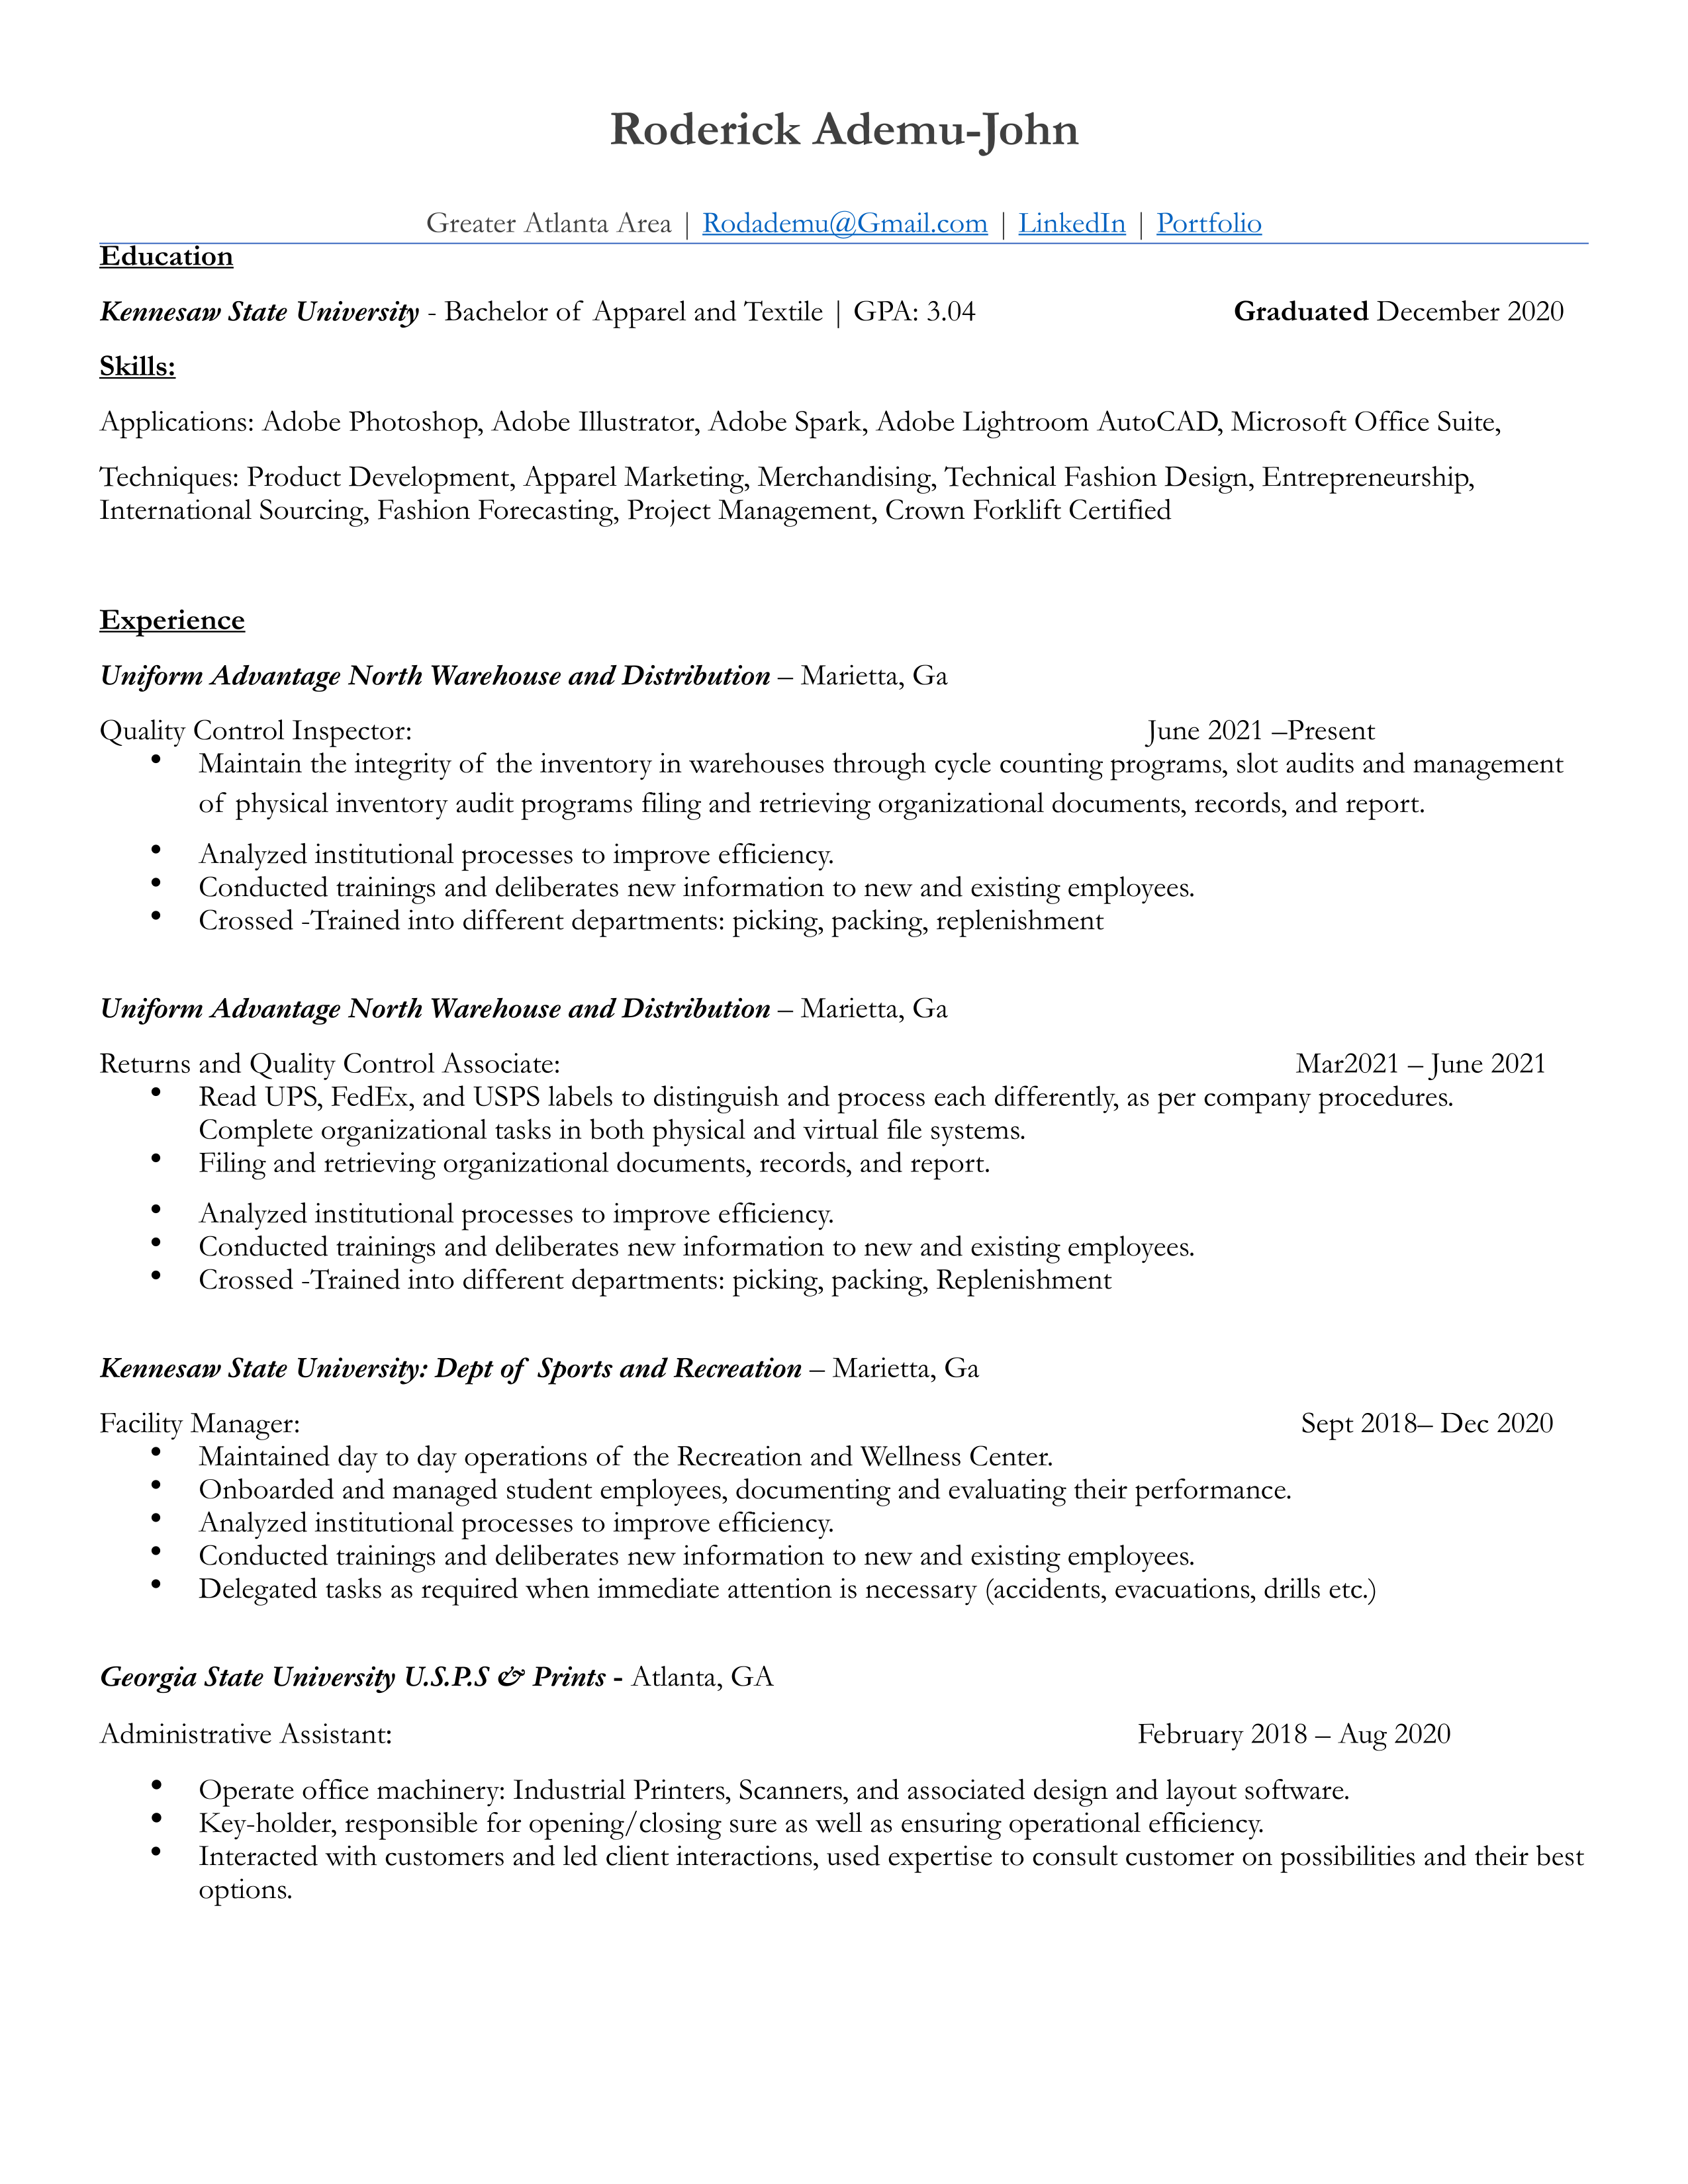 Roderick Ademu-John
Greater Atlanta Area | Rodademu@Gmail.com | LinkedIn | Portfolio
Education
Kennesaw State University - Bachelor of Apparel and Textile | GPA: 3.04 Graduated December 2020
Skills:
Applications: Adobe Photoshop, Adobe Illustrator, Adobe Spark, Adobe Lightroom AutoCAD, Microsoft Office Suite,
Techniques: Product Development, Apparel Marketing, Merchandising, Technical Fashion Design, Entrepreneurship,
International Sourcing, Fashion Forecasting, Project Management, Crown Forklift Certified
Experience
Uniform Advantage North Warehouse and Distribution – Marietta, Ga
Quality Control Inspector: June 2021 –Present
• Maintain the integrity of the inventory in warehouses through cycle counting programs, slot audits and management
of physical inventory audit programs filing and retrieving organizational documents, records, and report.
• Analyzed institutional processes to improve efficiency.
• Conducted trainings and deliberates new information to new and existing employees.
• Crossed -Trained into different departments: picking, packing, replenishment
Uniform Advantage North Warehouse and Distribution – Marietta, Ga
Returns and Quality Control Associate: Mar2021 – June 2021
• Read UPS, FedEx, and USPS labels to distinguish and process each differently, as per company procedures.
Complete organizational tasks in both physical and virtual file systems.
• Filing and retrieving organizational documents, records, and report.
• Analyzed institutional processes to improve efficiency.
• Conducted trainings and deliberates new information to new and existing employees.
• Crossed -Trained into different departments: picking, packing, Replenishment
Kennesaw State University: Dept of Sports and Recreation – Marietta, Ga
Facility Manager: Sept 2018– Dec 2020
• Maintained day to day operations of the Recreation and Wellness Center.
• Onboarded and managed student employees, documenting and evaluating their performance.
• Analyzed institutional processes to improve efficiency.
• Conducted trainings and deliberates new information to new and existing employees.
• Delegated tasks as required when immediate attention is necessary (accidents, evacuations, drills etc.)
Georgia State University U.S.P.S & Prints - Atlanta, GA
Administrative Assistant: February 2018 – Aug 2020
• Operate office machinery: Industrial Printers, Scanners, and associated design and layout software.
• Key-holder, responsible for opening/closing sure as well as ensuring operational efficiency.
• Interacted with customers and led client interactions, used expertise to consult customer on possibilities and their best
options.